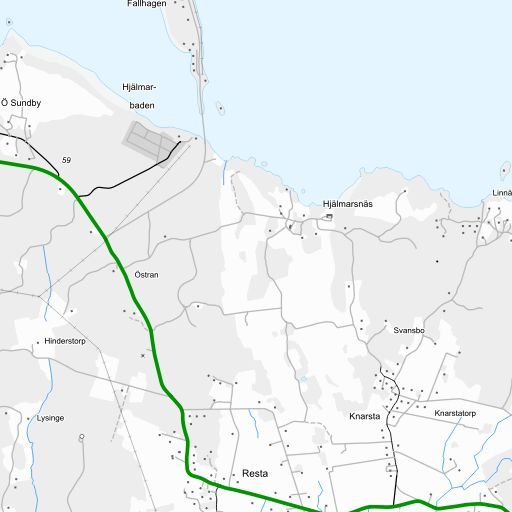 Fallhagen
Hjälmar-
baden
Ö Sundby
59
Linnä
Hjälmarsnäs
Östran
Svansbo
Hinderstorp
Lysinge
Knarsta
Knarstatorp
Resta